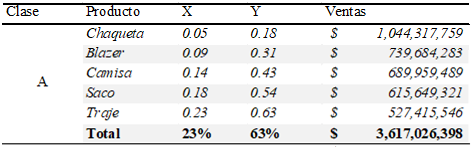 Clase Producto X Y Ventas
Chaqueta 0.05 0.18 $ 1,044,317,759
Blazer 0.09 0.31 $ 739,684,283
A Camisa 0.14 0.43 $ 689,959,489
Saco 0.18 0.54 $ 615,649,321
Traje 0.23 0.63 $ 527,415,546
Total 23% 63% $ 3,617,026,398